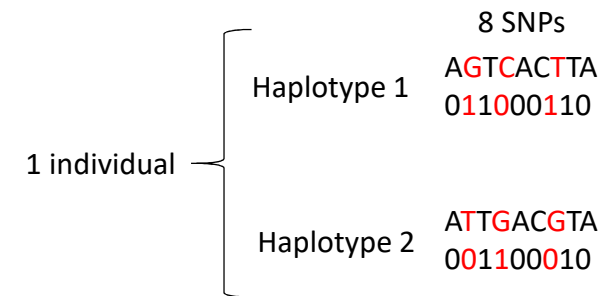 8 SNPs
AGTCACTTA
Haplotype 1
011000110
1 individual
ATTGACGTA
Haplotype 2
001100010